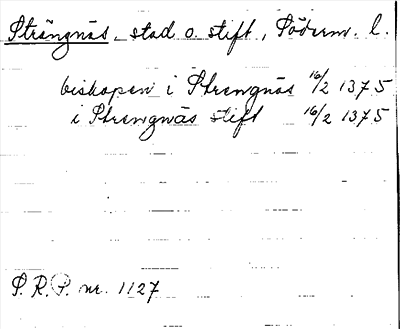 Strängnäs, stad o. stift, Söderm. l.
biskopen i Strengnäs 16/2 1375
i Strengnäs stift 16/2 1375
S. R. P. nr. 1127